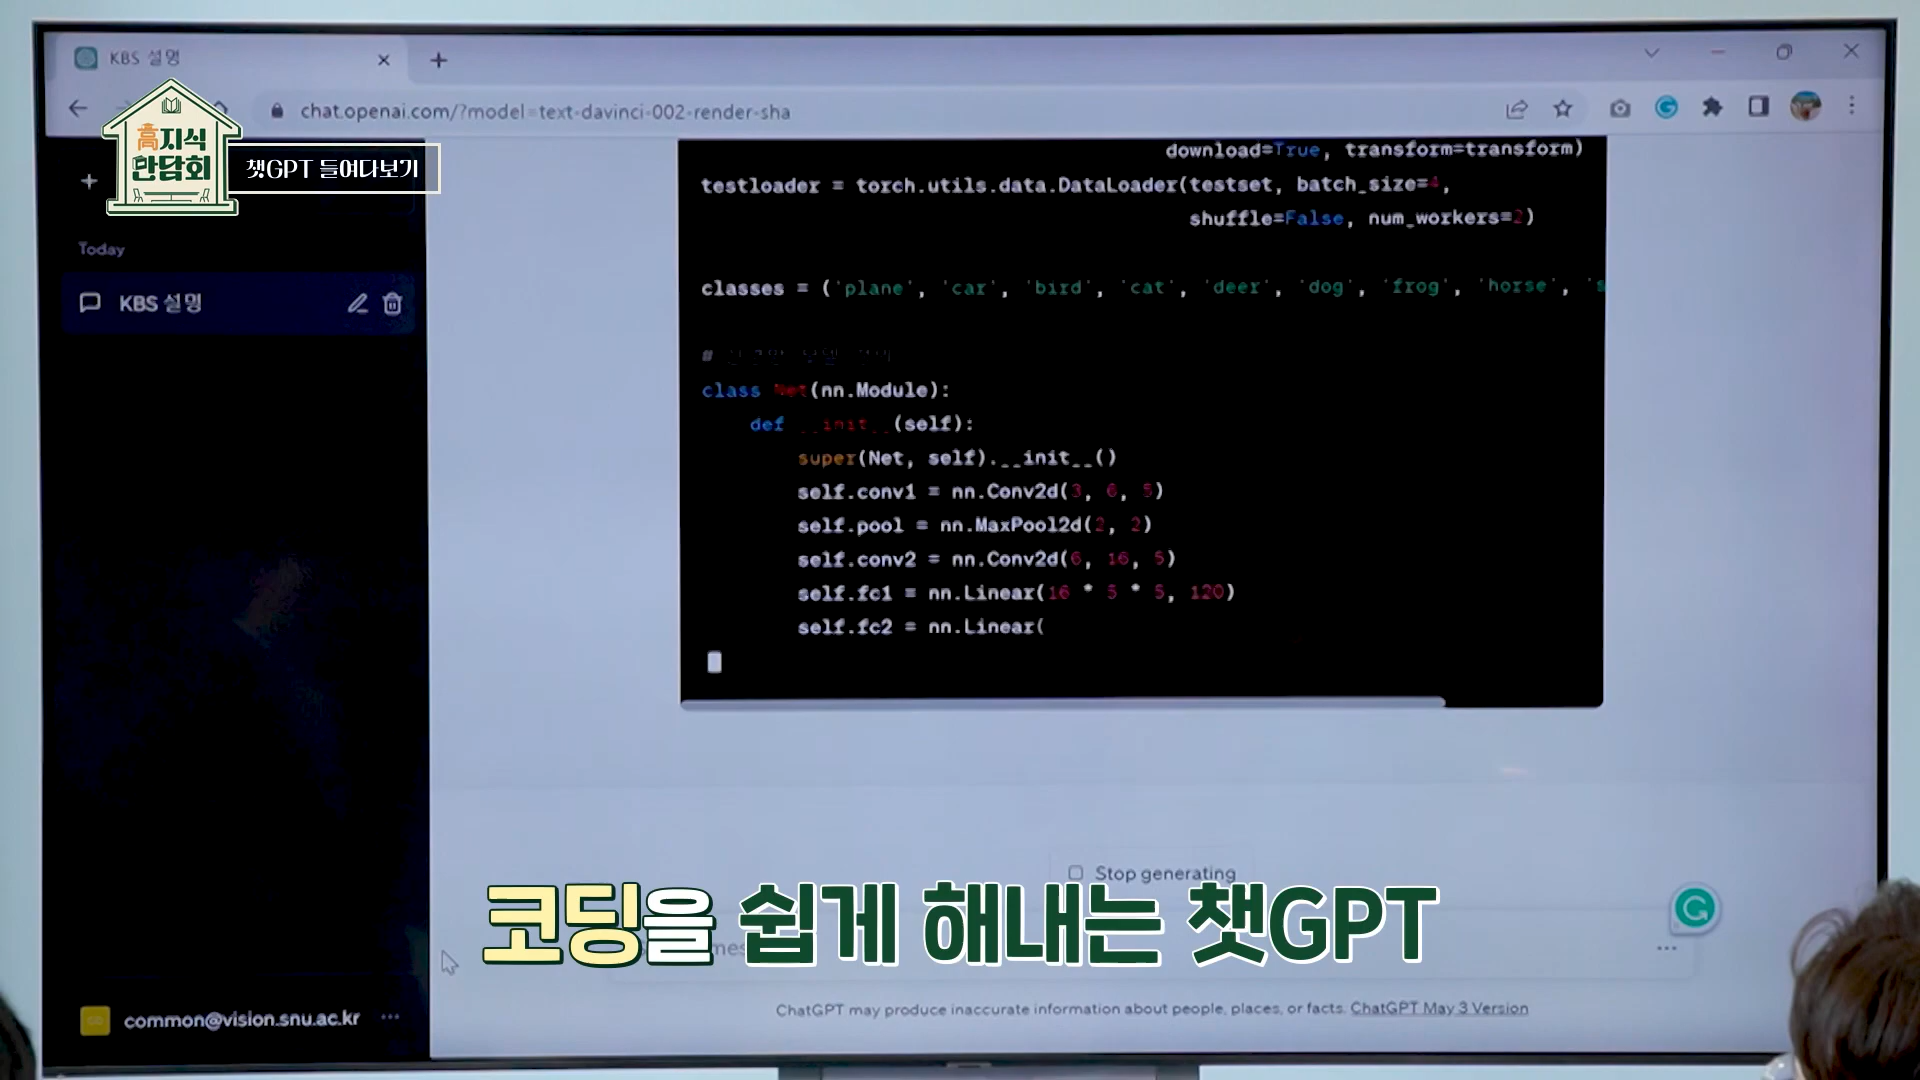 KBS 설명
chat.openai.com/?model=text-davinci-002-render-sha
高지식
간담회
챗GPT 들여다보기
Today
KBS 설명
download=True, transform=transform)
testloader = torch.utils.data.DataLoader(testset, batch_size=4,
shuffle=False, num_workers=2)
classes = ('plane', 'car', 'bird', 'cat', 'deer', 'dog', 'frog', 'horse', 's
#
class Net(nn.Module):
def __init__(self):
super(Net, self).__init__()
self.conv1 = nn.Conv2d(3, 6, 5)
self.pool = nn.MaxPool2d(2, 2)
self.conv2 = nn.Conv2d(6, 16, 5)
self.fc1 = nn.Linear(16 * 5 * 5, 120)
self.fc2 = nn.Linear(
Stop generating
코딩을 쉽게 해내는 챗GPT
common@vision.snu.ac.kr
ChatGPT may produce inaccurate information about people, places, or facts. ChatGPT May 3 Version